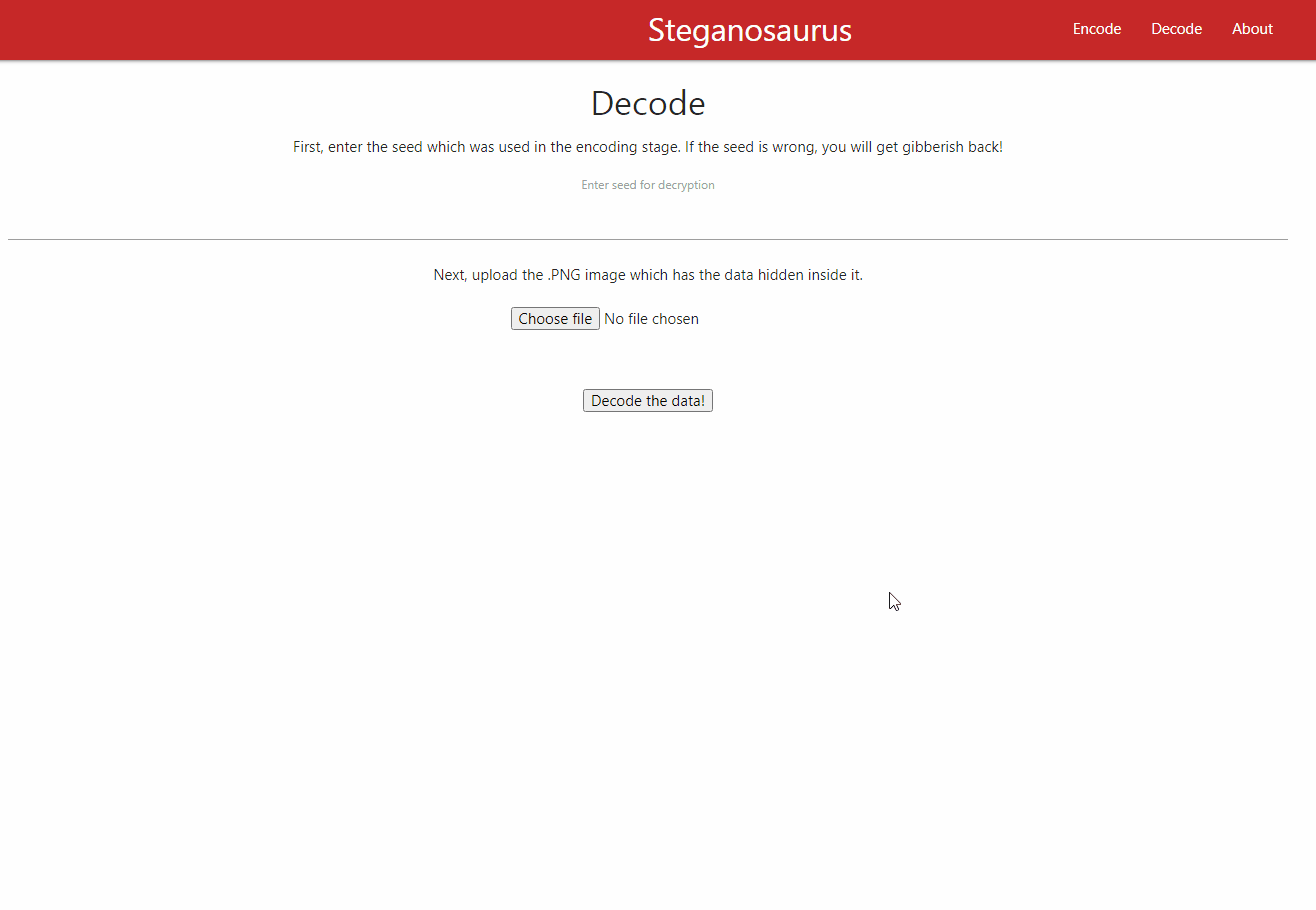 Steganosaurus
Encode Decode About
Decode
First, enter the seed which was used in the encoding stage. If the seed is wrong, you will get gibberish back!
Enter seed for decryption
Next, upload the .PNG image which has the data hidden inside it.
Choose file No file chosen
Decode the data!